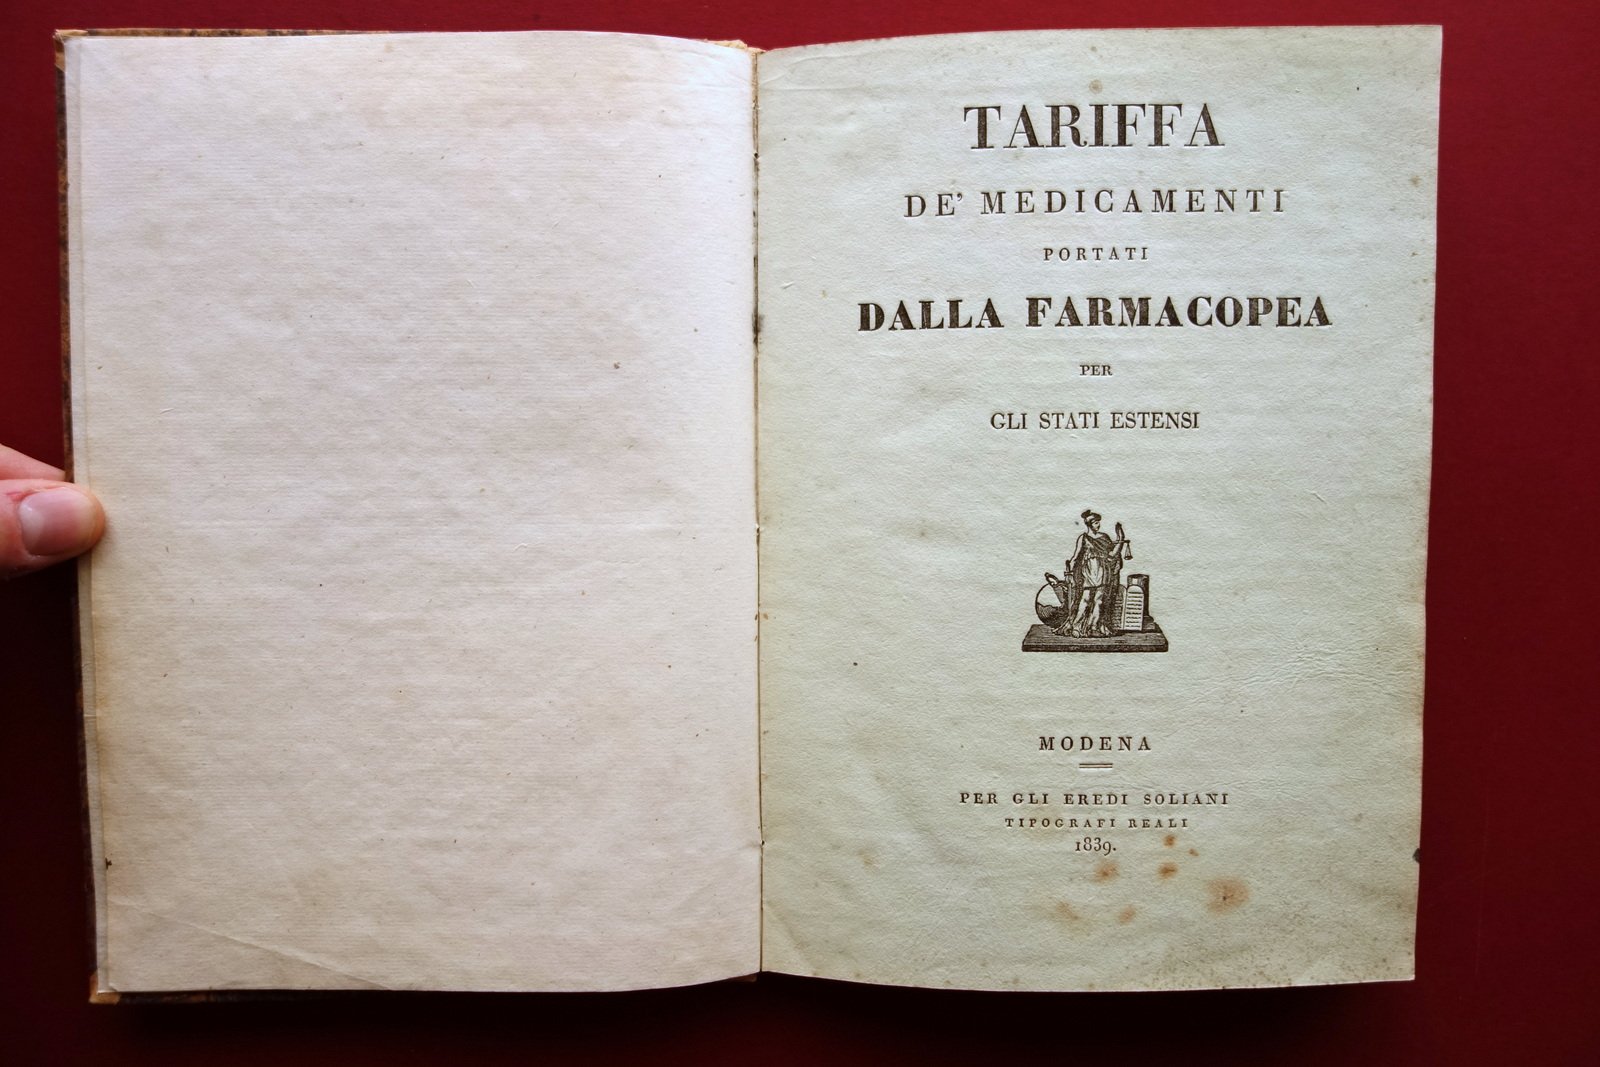 TARIFFA
DE' MEDICAMENTI
PORTATI
DALLA FARMACOPEA
PER
GLI STATI ESTENSI
MODENA
PER GLI EREDI SOLIANI
TIPOGRAFI REALI
1839.